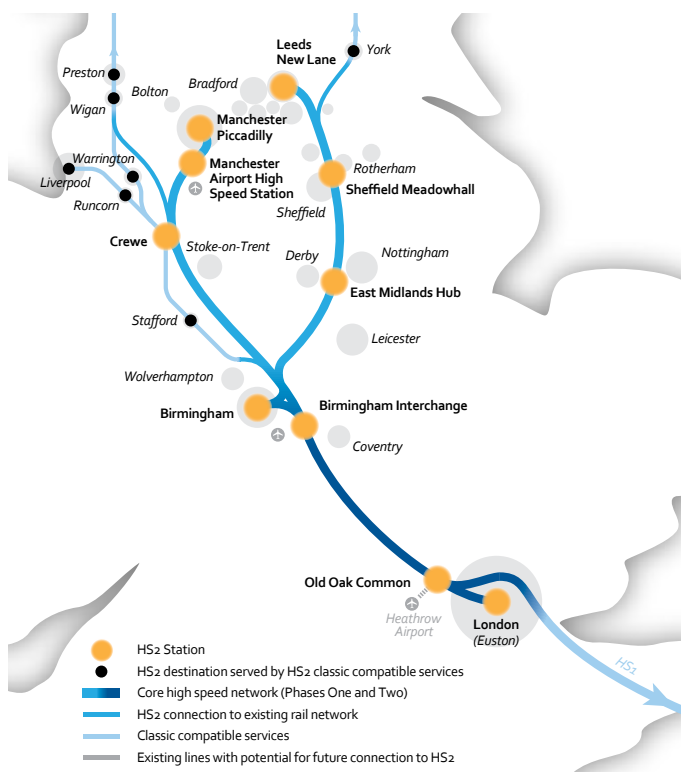 Leeds
New Lane
York
Preston
Bradford
Bolton
Wigan
Manchester
Piccadilly
Warrington
Manchester
Airport High
Speed Station
Rotherham
Liverpool
Sheffield Meadowhall
Runcorn
Sheffield
Crewe
Stoke-on-Trent
Derby
Nottingham
East Midlands Hub
Stafford
Leicester
Wolverhampton
Birmingham
Birmingham Interchange
Coventry
Old Oak Common
Heathrow
Airport
London
(Euston)
HS1
HS2 Station
HS2 destination served by HS2 classic compatible services
Core high speed network (Phases One and Two)
HS2 connection to existing rail network
Classic compatible services
Existing lines with potential for future connection to HS2